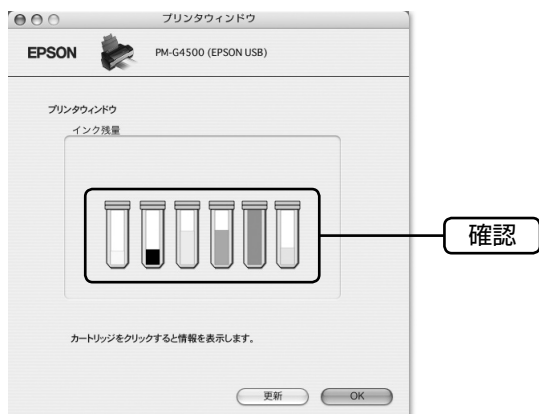 プリンタウィンドウ
EPSON
PM-G4500 (EPSON USB)
プリンタウィンドウ
インク残量
確認
カートリッジをクリックすると情報を表示します。
更新
OK